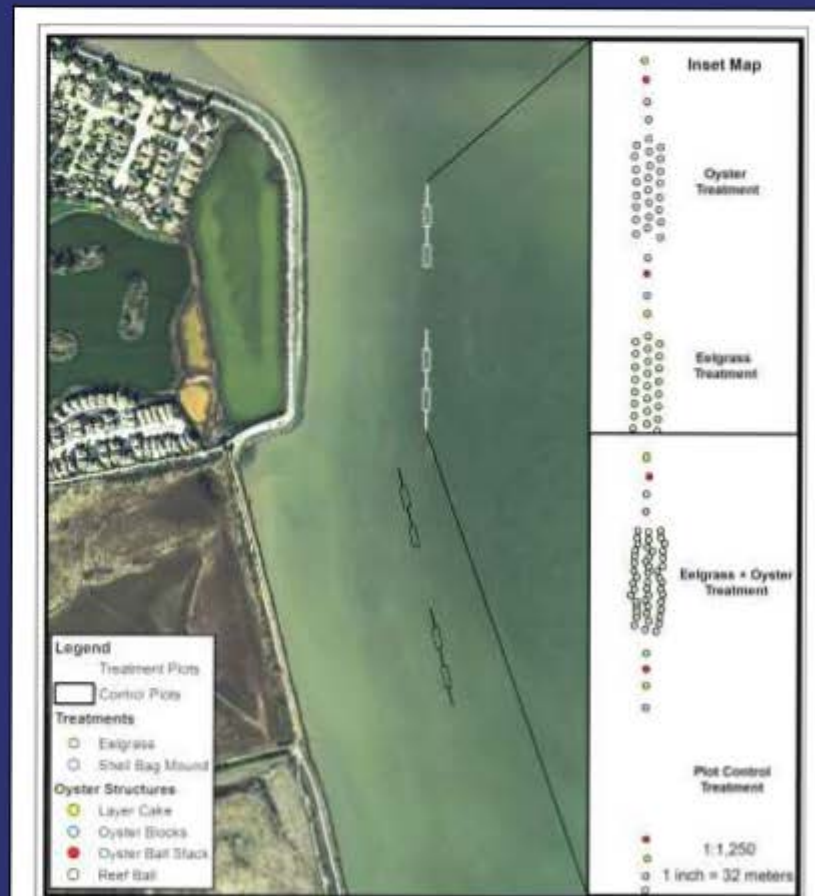 Inset Map
Oyster
Treatment
Eelgrass
Treatment
Eelgrass + Oyster
Treatment
Plot Control
Treatment
1:1,250
1 inch = 32 meters
Legend
Treatment Plots
Control Plots
Treatments
Eelgrass
Shell Bag Mound
Oyster Structures
Layer Cake
Oyster Blocks
Oyster Ball Stack
Reef Ball